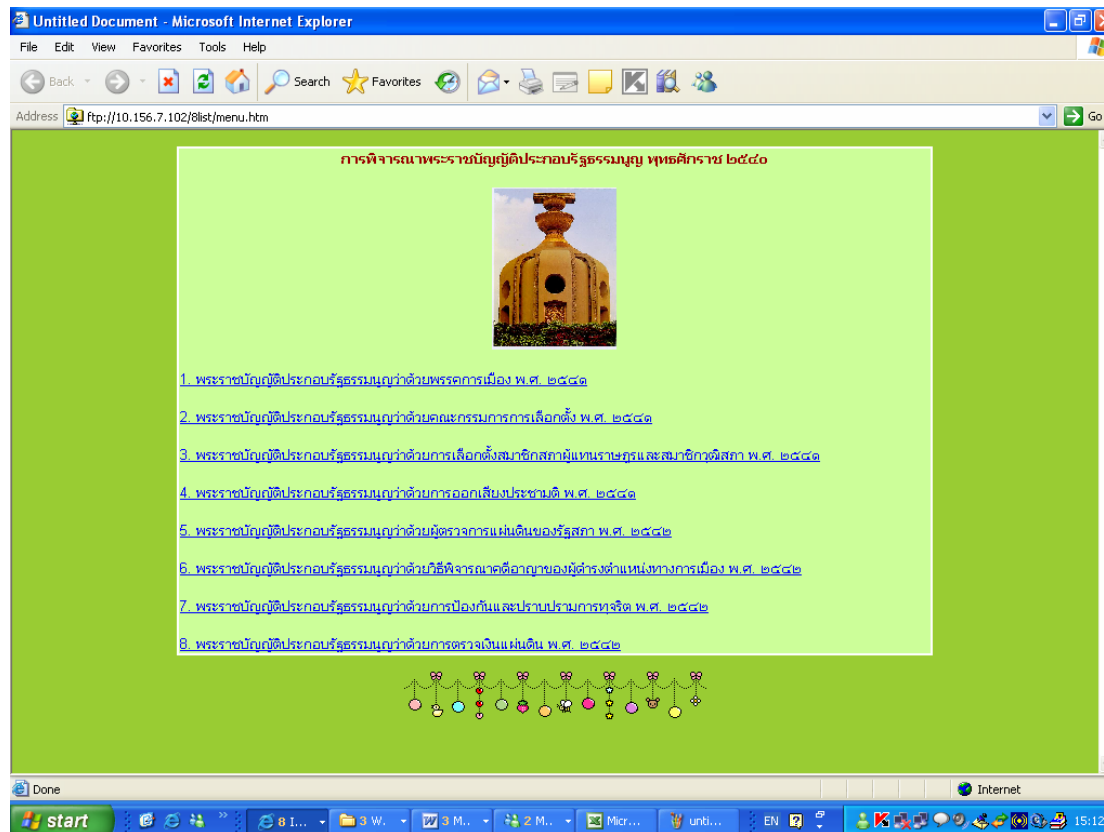 Untitled Document - Microsoft Internet Explorer
File Edit View Favorites Tools Help
Back Search Favorites
Address ftp://10.156.7.102/8list/menu.htm Go
การพิจารณาพระราชบัญญัติประกอบรัฐธรรมนูญ พุทธศักราช ๒๕๔๐
1. พระราชบัญญัติประกอบรัฐธรรมนูญว่าด้วยพรรคการเมือง พ.ศ. ๒๕๔๑
2. พระราชบัญญัติประกอบรัฐธรรมนูญว่าด้วยคณะกรรมการการเลือกตั้ง พ.ศ. ๒๕๔๑
3. พระราชบัญญัติประกอบรัฐธรรมนูญว่าด้วยการเลือกตั้งสมาชิกสภาผู้แทนราษฎรและสมาชิกวุฒิสภา พ.ศ. ๒๕๔๑
4. พระราชบัญญัติประกอบรัฐธรรมนูญว่าด้วยการออกเสียงประชามติ พ.ศ. ๒๕๔๑
5. พระราชบัญญัติประกอบรัฐธรรมนูญว่าด้วยผู้ตรวจการแผ่นดินของรัฐสภา พ.ศ. ๒๕๔๒
6. พระราชบัญญัติประกอบรัฐธรรมนูญว่าด้วยวิธีพิจารณาคดีอาญาของผู้ดำรงตำแหน่งทางการเมือง พ.ศ. ๒๕๔๒
7. พระราชบัญญัติประกอบรัฐธรรมนูญว่าด้วยการป้องกันและปราบปรามการทุจริต พ.ศ. ๒๕๔๒
8. พระราชบัญญัติประกอบรัฐธรรมนูญว่าด้วยการตรวจเงินแผ่นดิน พ.ศ. ๒๕๔๒
Done Internet
start 8 I... 3 W. 3 M.. 2 M.. Micr... unti... EN 15:12